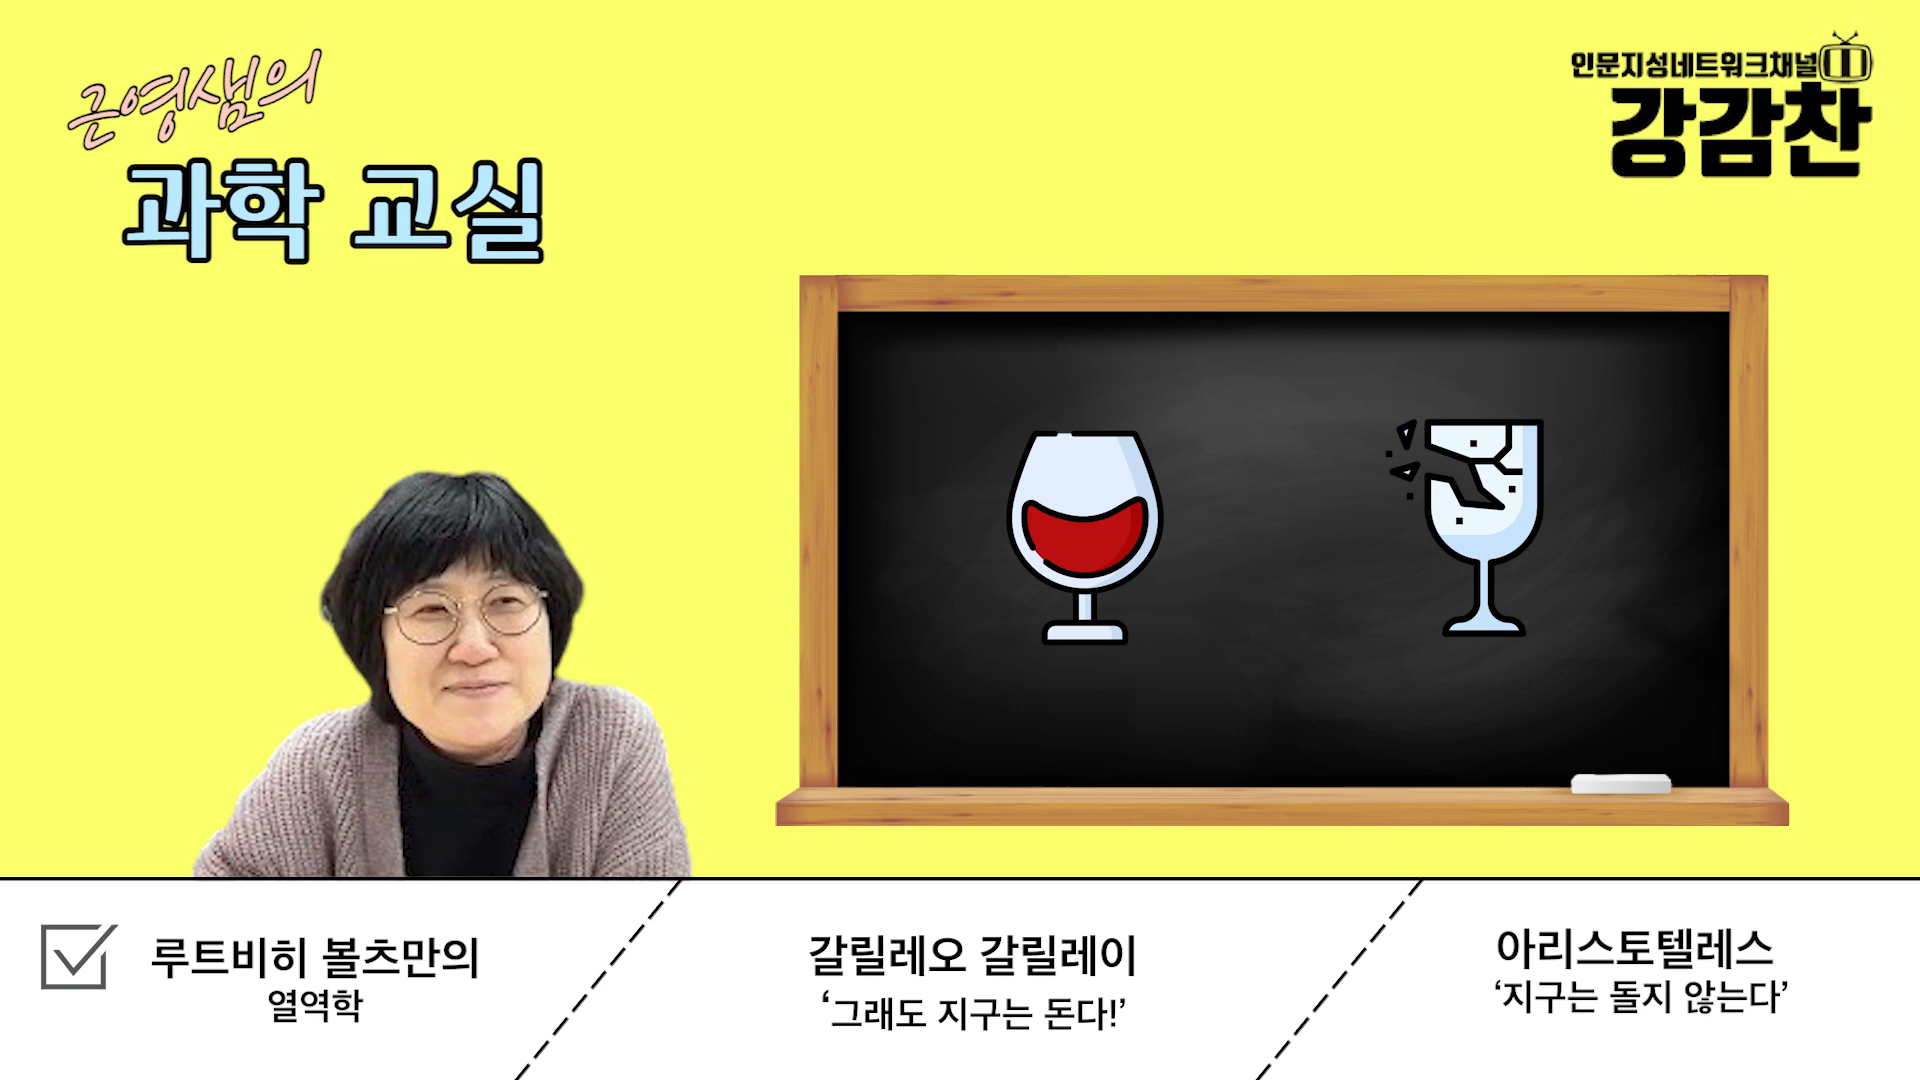 근영샘의
과학 교실
인문지성네트워크채널
강감찬
루트비히 볼츠만의
열역학
갈릴레오 갈릴레이
‘그래도 지구는 돈다!’
아리스토텔레스
‘지구는 돌지 않는다’